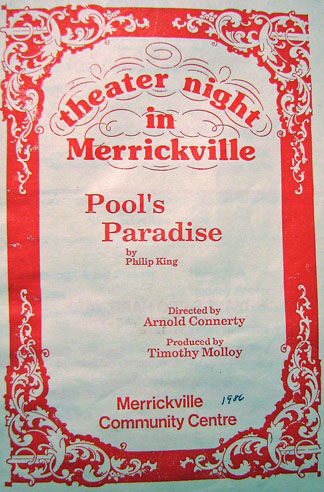 theater night
in
Merrickville
Pool's
Paradise
by
Philip King
Directed by
Arnold Connerty
Produced by
Timothy Molloy
1986
Merrickville
Community Centre